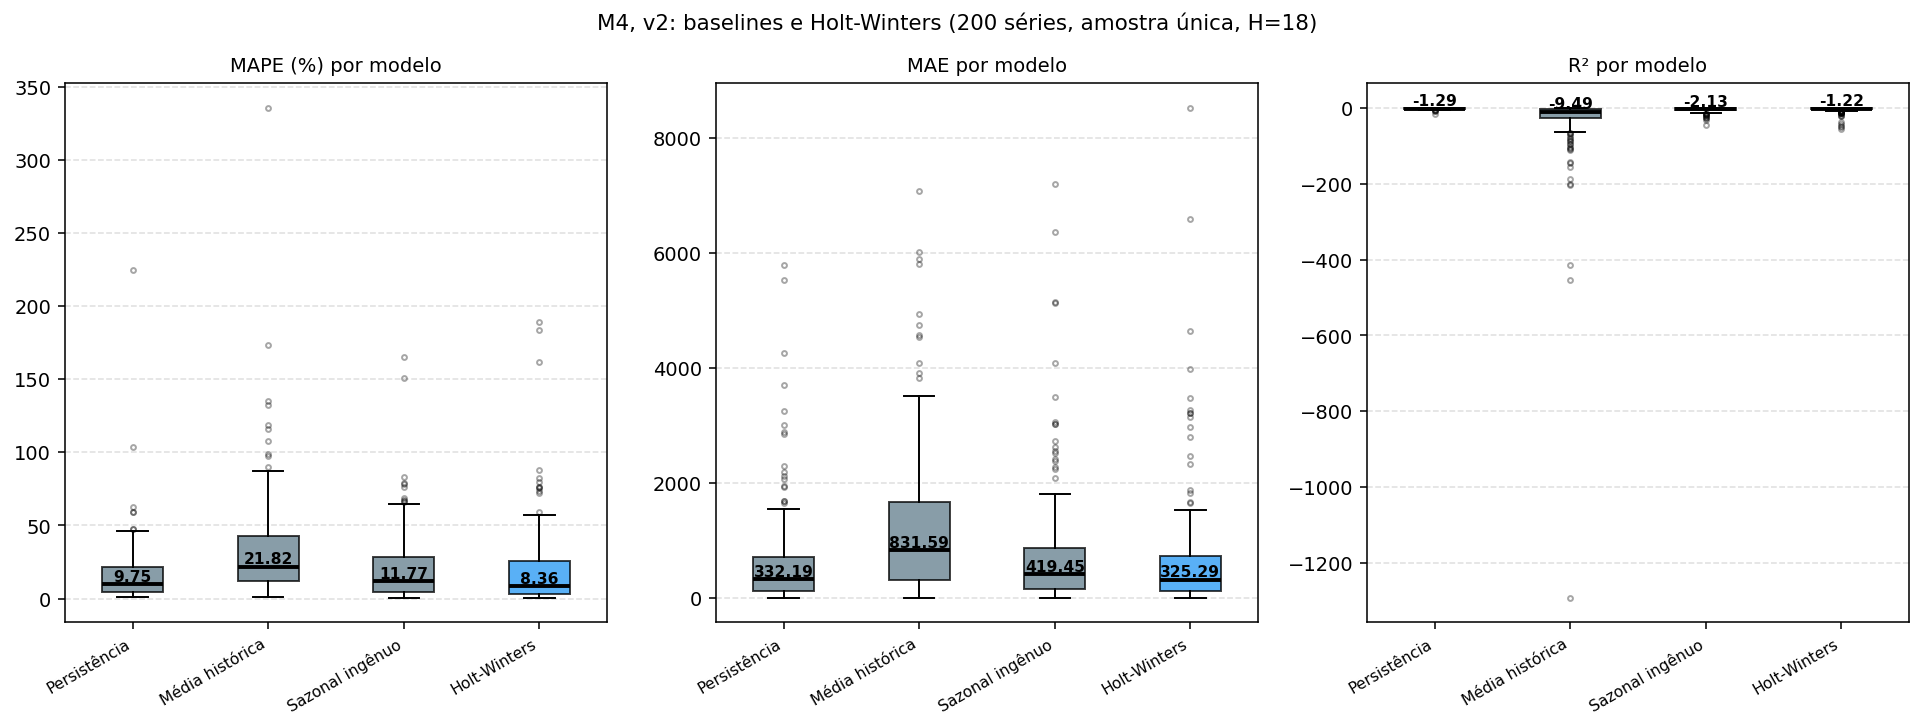 M4, v2: baselines e Holt-Winters (200 séries, amostra única, H=18)
MAPE (%) por modelo
350
300
250
200
150
100
50
0
9.75
21.82
11.77
8.36
Persistência
Média histórica
Sazonal ingênuo
Holt-Winters
MAE por modelo
8000
6000
4000
2000
0
332.19
831.59
419.45
325.29
Persistência
Média histórica
Sazonal ingênuo
Holt-Winters
R² por modelo
0
−200
−400
−600
−800
−1000
−1200
-1.29
-9.49
-2.13
-1.22
Persistência
Média histórica
Sazonal ingênuo
Holt-Winters